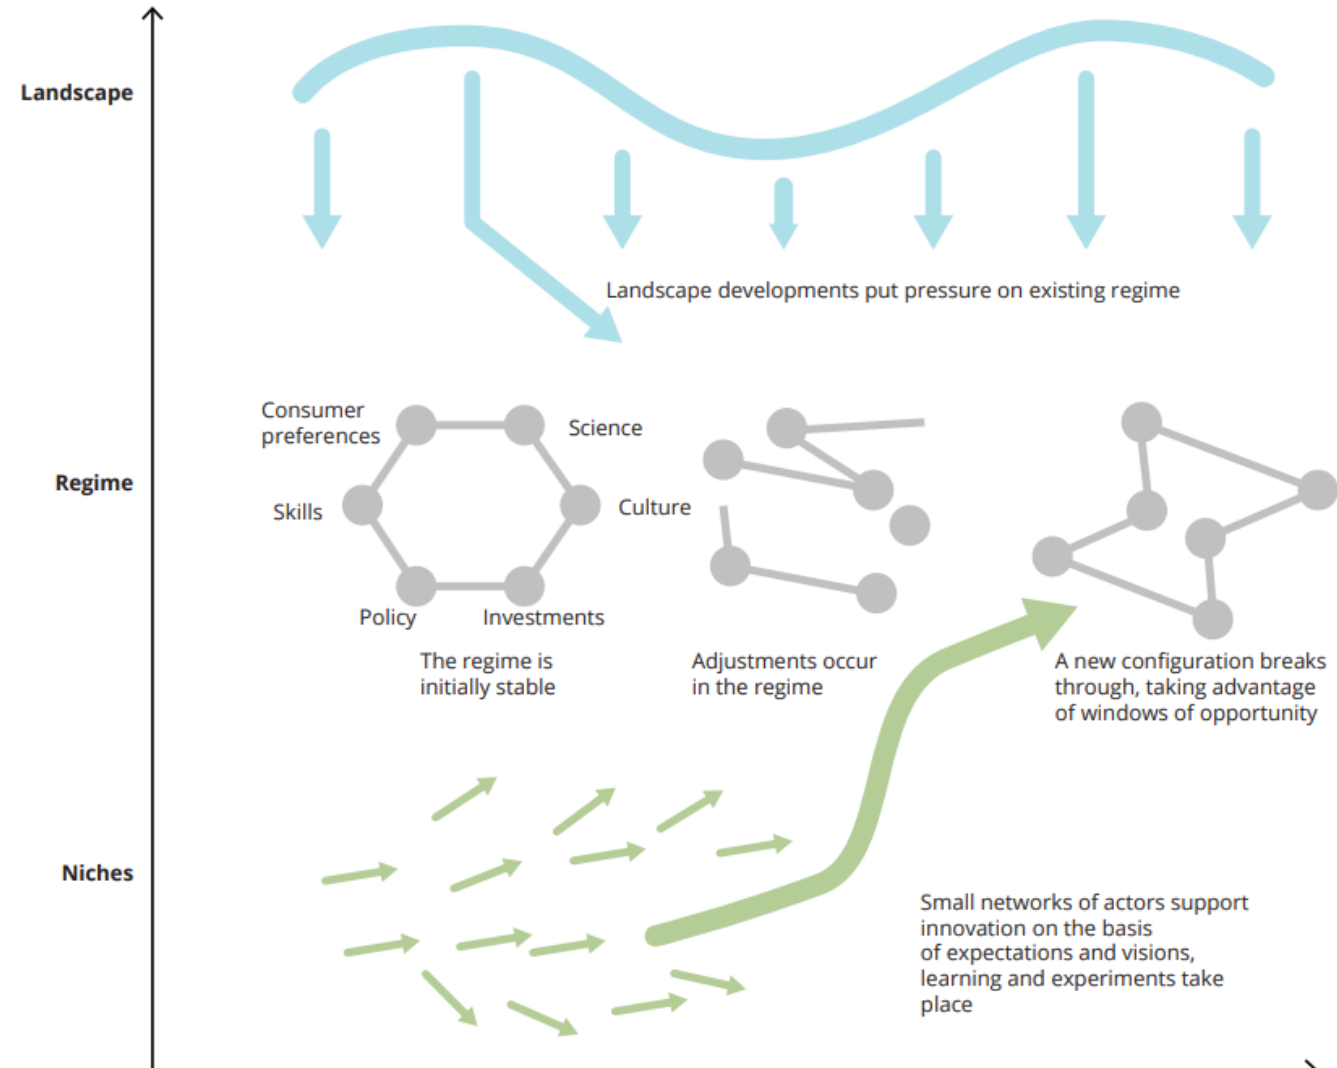 Landscape
Landscape developments put pressure on existing regime
Consumer
preferences
Science
Regime
Skills
Culture
Policy
Investments
The regime is
initially stable
Adjustments occur
in the regime
A new configuration breaks
through, taking advantage
of windows of opportunity
Niches
Small networks of actors support
innovation on the basis
of expectations and visions,
learning and experiments take
place